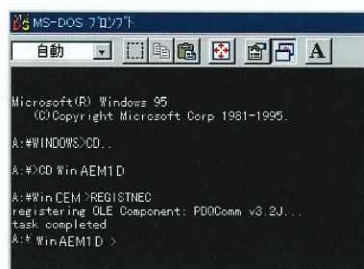 MS-DOS プロンプト
自動
A
Microsoft(R) Windows 95
(C)Copyright Microsoft Corp 1981-1995.
A:¥WINDOWS>CD..
A:¥>CD WinAEM1D
A:¥WinCEM >REGISTNEC
registering OLE Component: PDQComm v3.2J...
task completed
A:¥ WinAEM1D >